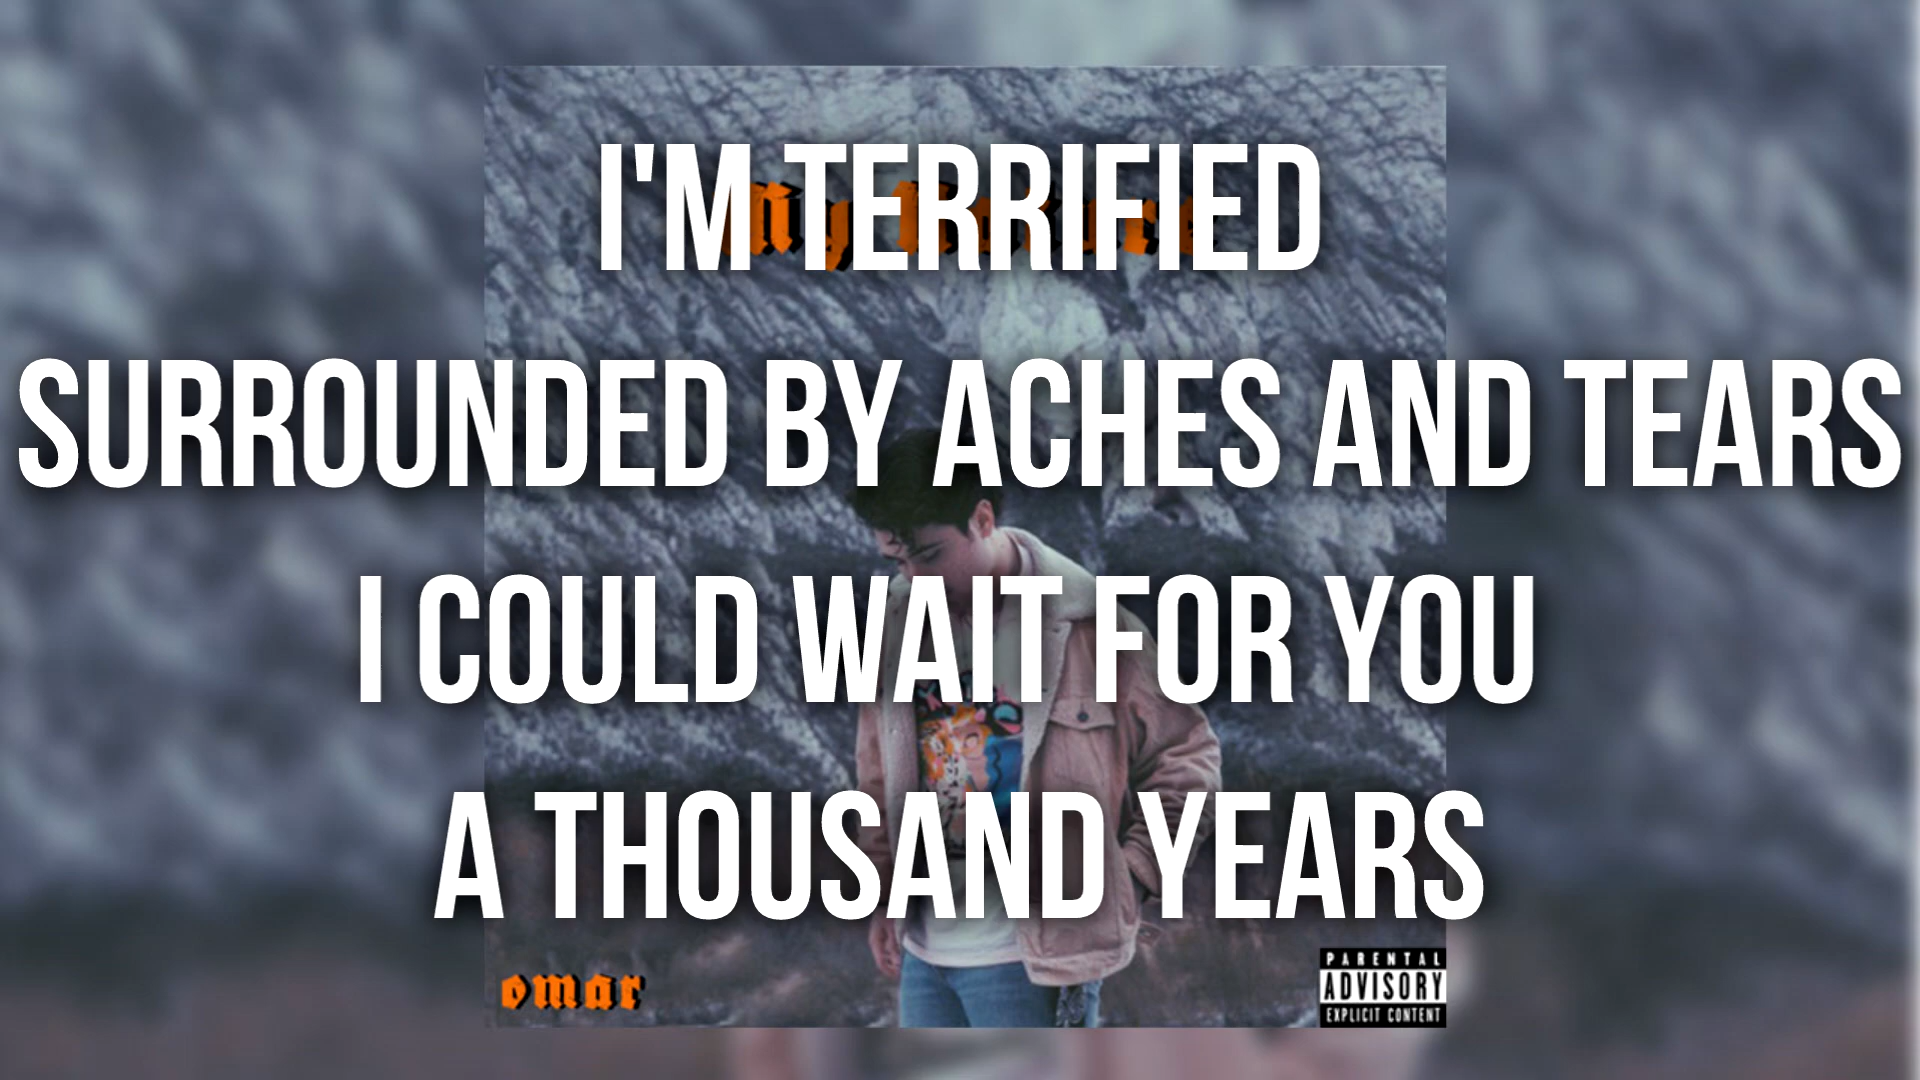 I'M TERRIFIED
SURROUNDED BY ACHES AND TEARS
I COULD WAIT FOR YOU
A THOUSAND YEARS
omar
PARENTAL
ADVISORY
EXPLICIT CONTENT